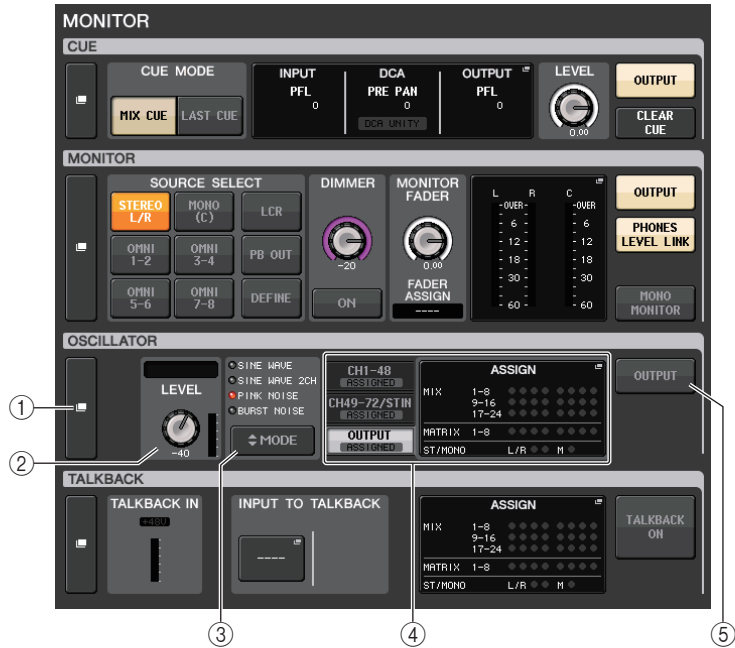 MONITOR
CUE
CUE MODE
MIX CUE
LAST CUE
INPUT
PFL
0
DCA
PRE PAN
0
DCA UNITY
OUTPUT
PFL
0
LEVEL
0.00
OUTPUT
CLEAR
CUE
MONITOR
SOURCE SELECT
STEREO
L/R
MONO
(C)
LCR
OMNI
1-2
OMNI
3-4
PB OUT
OMNI
5-6
OMNI
7-8
DEFINE
DIMMER
-20
ON
MONITOR
FADER
0.00
FADER
ASSIGN
----
L R C
-OVER- -OVER
6 6
12 12
18 18
30 30
60 60
OUTPUT
PHONES
LEVEL LINK
MONO
MONITOR
OSCILLATOR
LEVEL
-40
SINE WAVE
SINE WAVE 2CH
PINK NOISE
BURST NOISE
MODE
CH1-48
ASSIGNED
CH49-72/STIN
ASSIGNED
OUTPUT
ASSIGNED
ASSIGN
MIX 1-8
9-16
17-24
MATRIX 1-8
ST/MONO L/R M
OUTPUT
TALKBACK
TALKBACK IN
+48V
INPUT TO TALKBACK
----
ASSIGN
MIX 1-8
9-16
17-24
MATRIX 1-8
ST/MONO L/R M
TALKBACK
ON
①
②
③
④
⑤